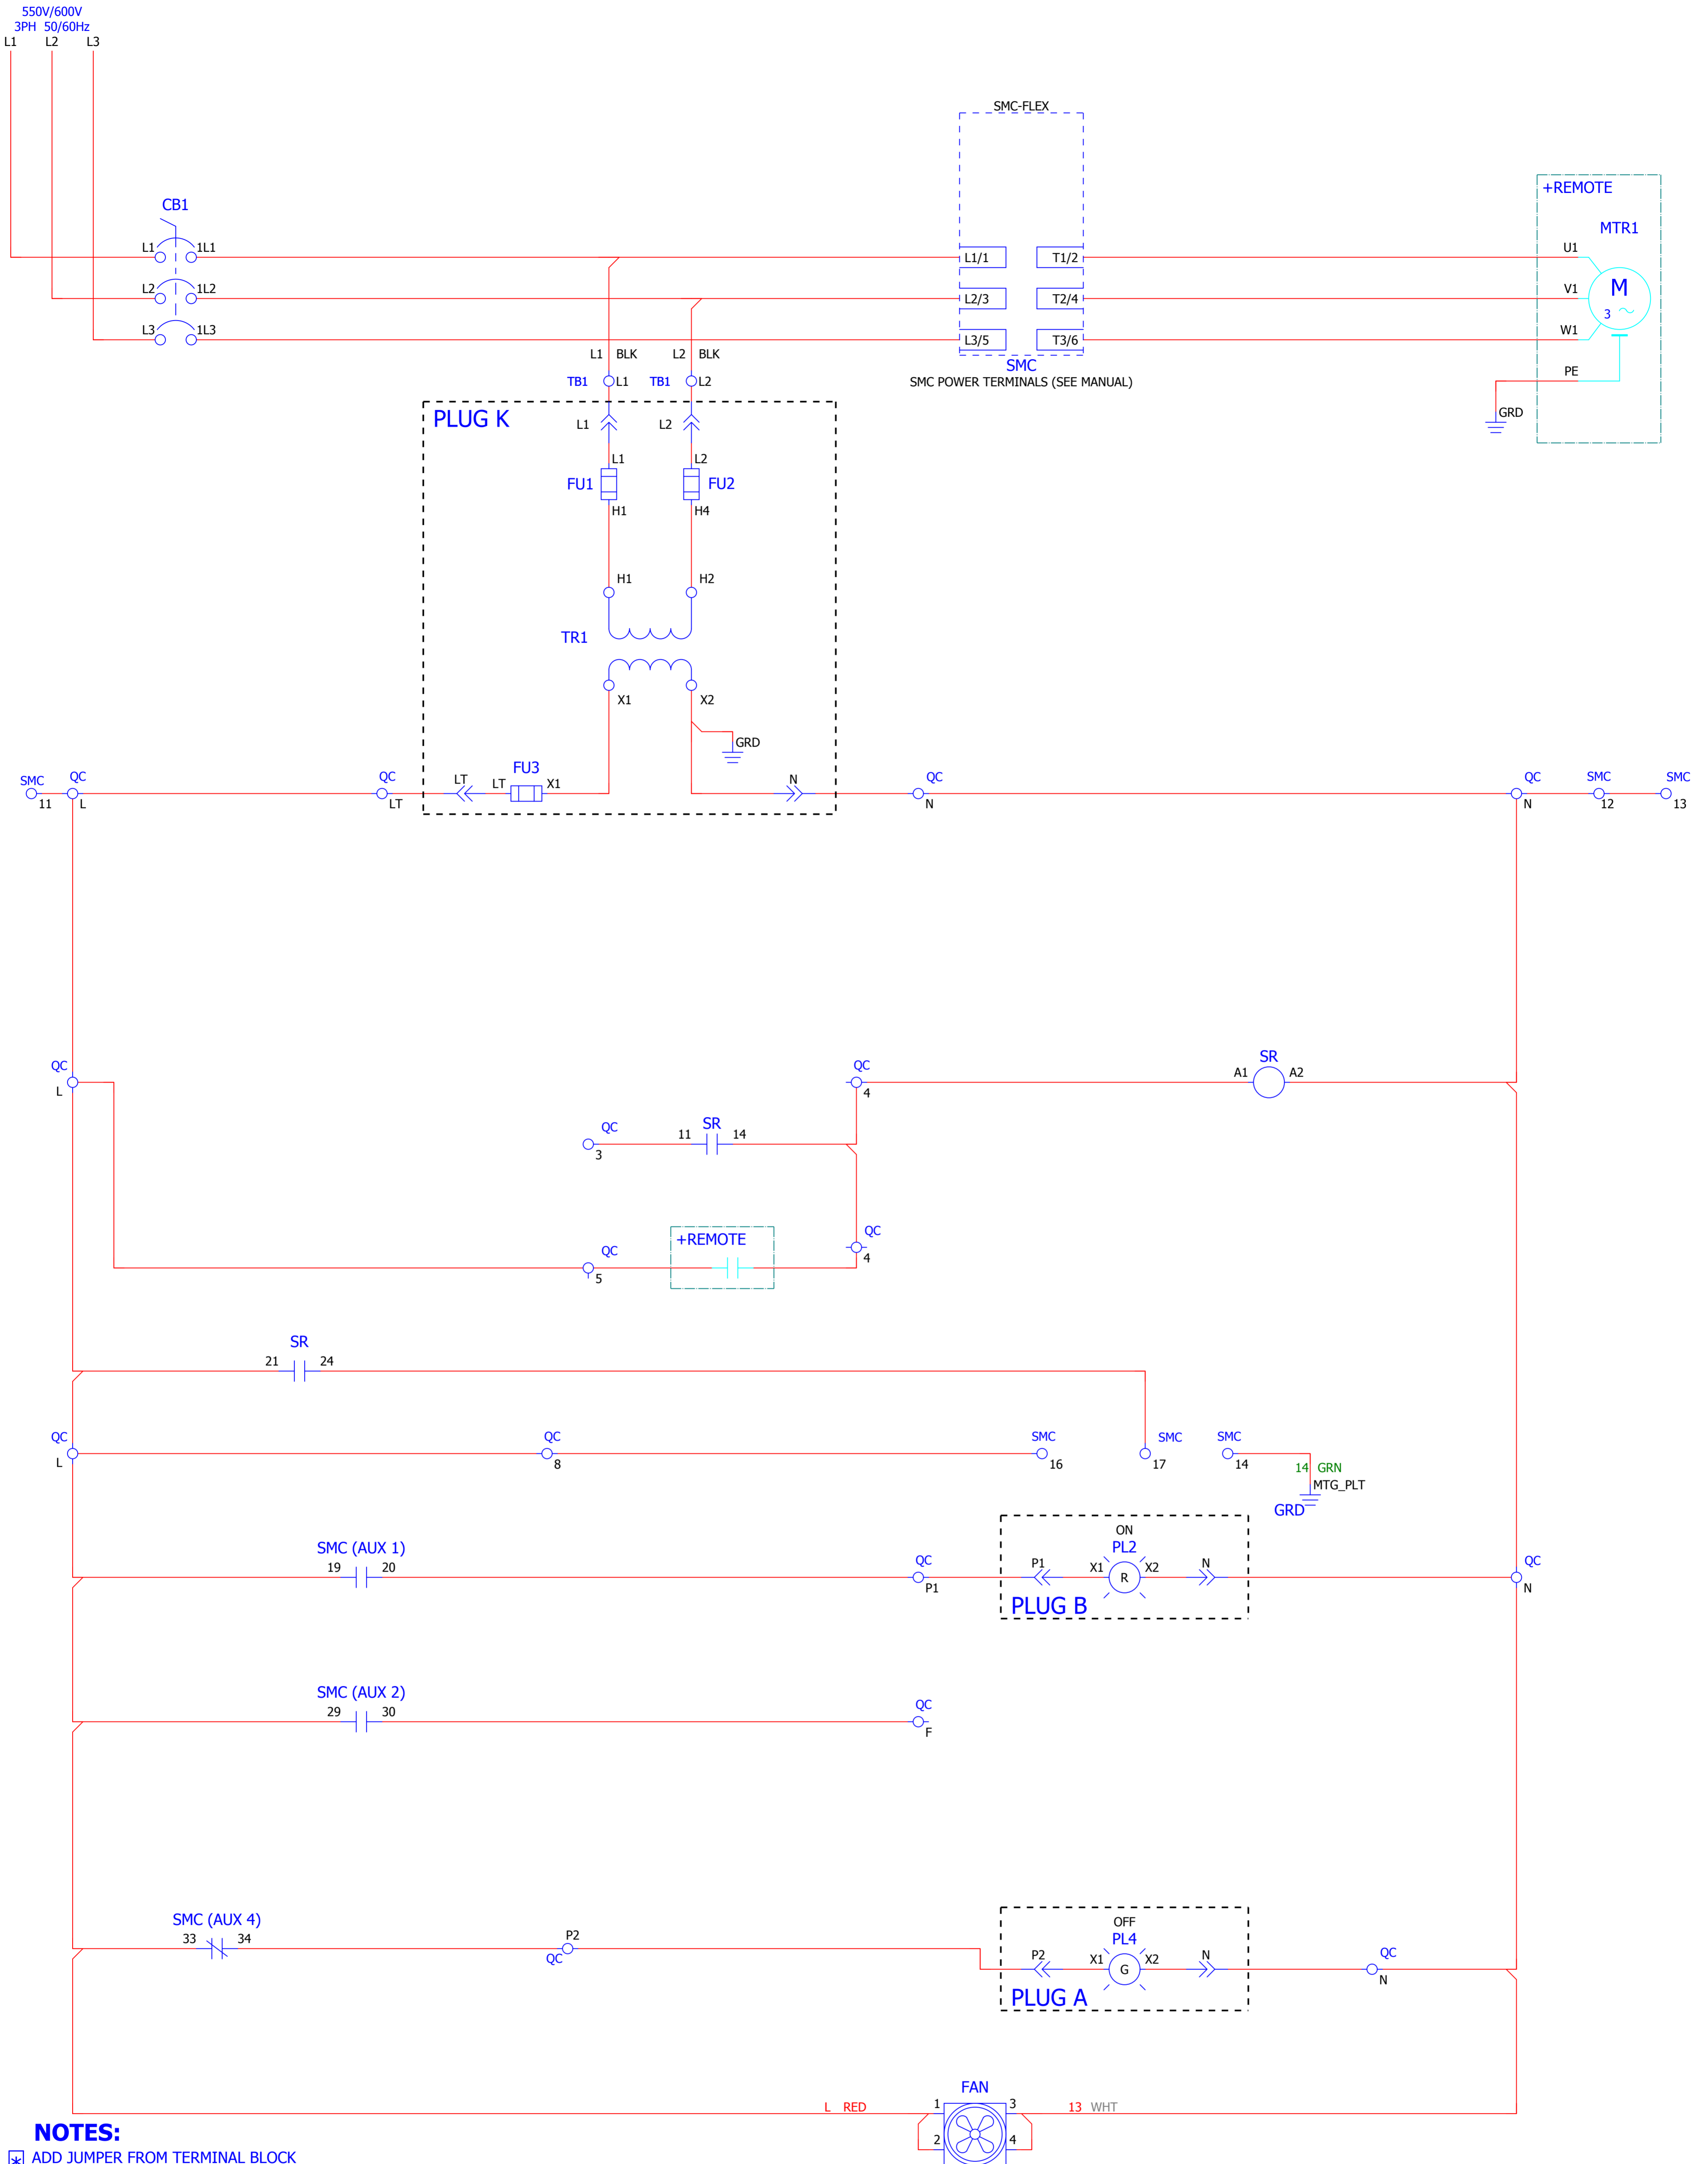 550V/600V
3PH 50/60Hz
L1 L2 L3
SMC-FLEX
+REMOTE
CB1
MTR1
L1 1L1 L1/1 T1/2 U1
L2 1L2 L2/3 T2/4 V1 M
3
L3 1L3 L3/5 T3/6 W1
L1 BLK L2 BLK
SMC
SMC POWER TERMINALS (SEE MANUAL)
PE
TB1 L1 TB1 L2
GRD
PLUG K
L1 L2
L1 L2
FU1 FU2
H1 H4
H1 H2
TR1
X1 X2
GRD
SMC QC QC LT LT FU3 X1 N QC QC SMC SMC
11 L LT N N 12 13
QC QC SR
L 4 A1 A2
QC SR
3 11 14
QC
4
QC +REMOTE
5
SR
21 24
QC QC SMC SMC SMC
L 8 16 17 14
14 GRN
MTG_PLT
GRD
SMC (AUX 1) ON
19 20 QC P1 PL2 N QC
P1 X1 R X2 N
PLUG B
SMC (AUX 2)
29 30 QC
F
SMC (AUX 4) OFF
33 34 P2 PL4
QC P2 X1 G X2 N QC
N
PLUG A
FAN
L RED 1 3 13 WHT
2 4
NOTES:
* ADD JUMPER FROM TERMINAL BLOCK